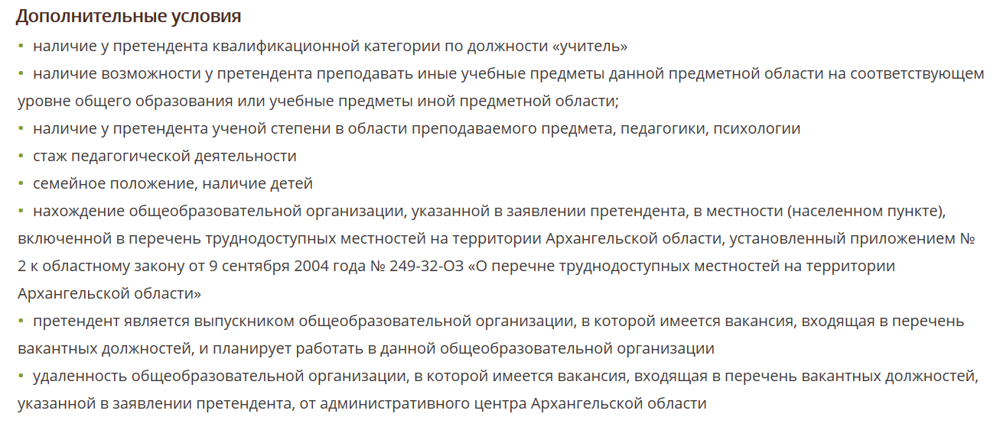 Дополнительные условия
• наличие у претендента квалификационной категории по должности «учитель»
• наличие возможности у претендента преподавать иные учебные предметы данной предметной области на соответствующем
уровне общего образования или учебные предметы иной предметной области;
• наличие у претендента ученой степени в области преподаваемого предмета, педагогики, психологии
• стаж педагогической деятельности
• семейное положение, наличие детей
• нахождение общеобразовательной организации, указанной в заявлении претендента, в местности (населенном пункте),
включенной в перечень труднодоступных местностей на территории Архангельской области, установленный приложением №
2 к областному закону от 9 сентября 2004 года № 249-32-ОЗ «О перечне труднодоступных местностей на территории
Архангельской области»
• претендент является выпускником общеобразовательной организации, в которой имеется вакансия, входящая в перечень
вакантных должностей, и планирует работать в данной общеобразовательной организации
• удаленность общеобразовательной организации, в которой имеется вакансия, входящая в перечень вакантных должностей,
указанной в заявлении претендента, от административного центра Архангельской области